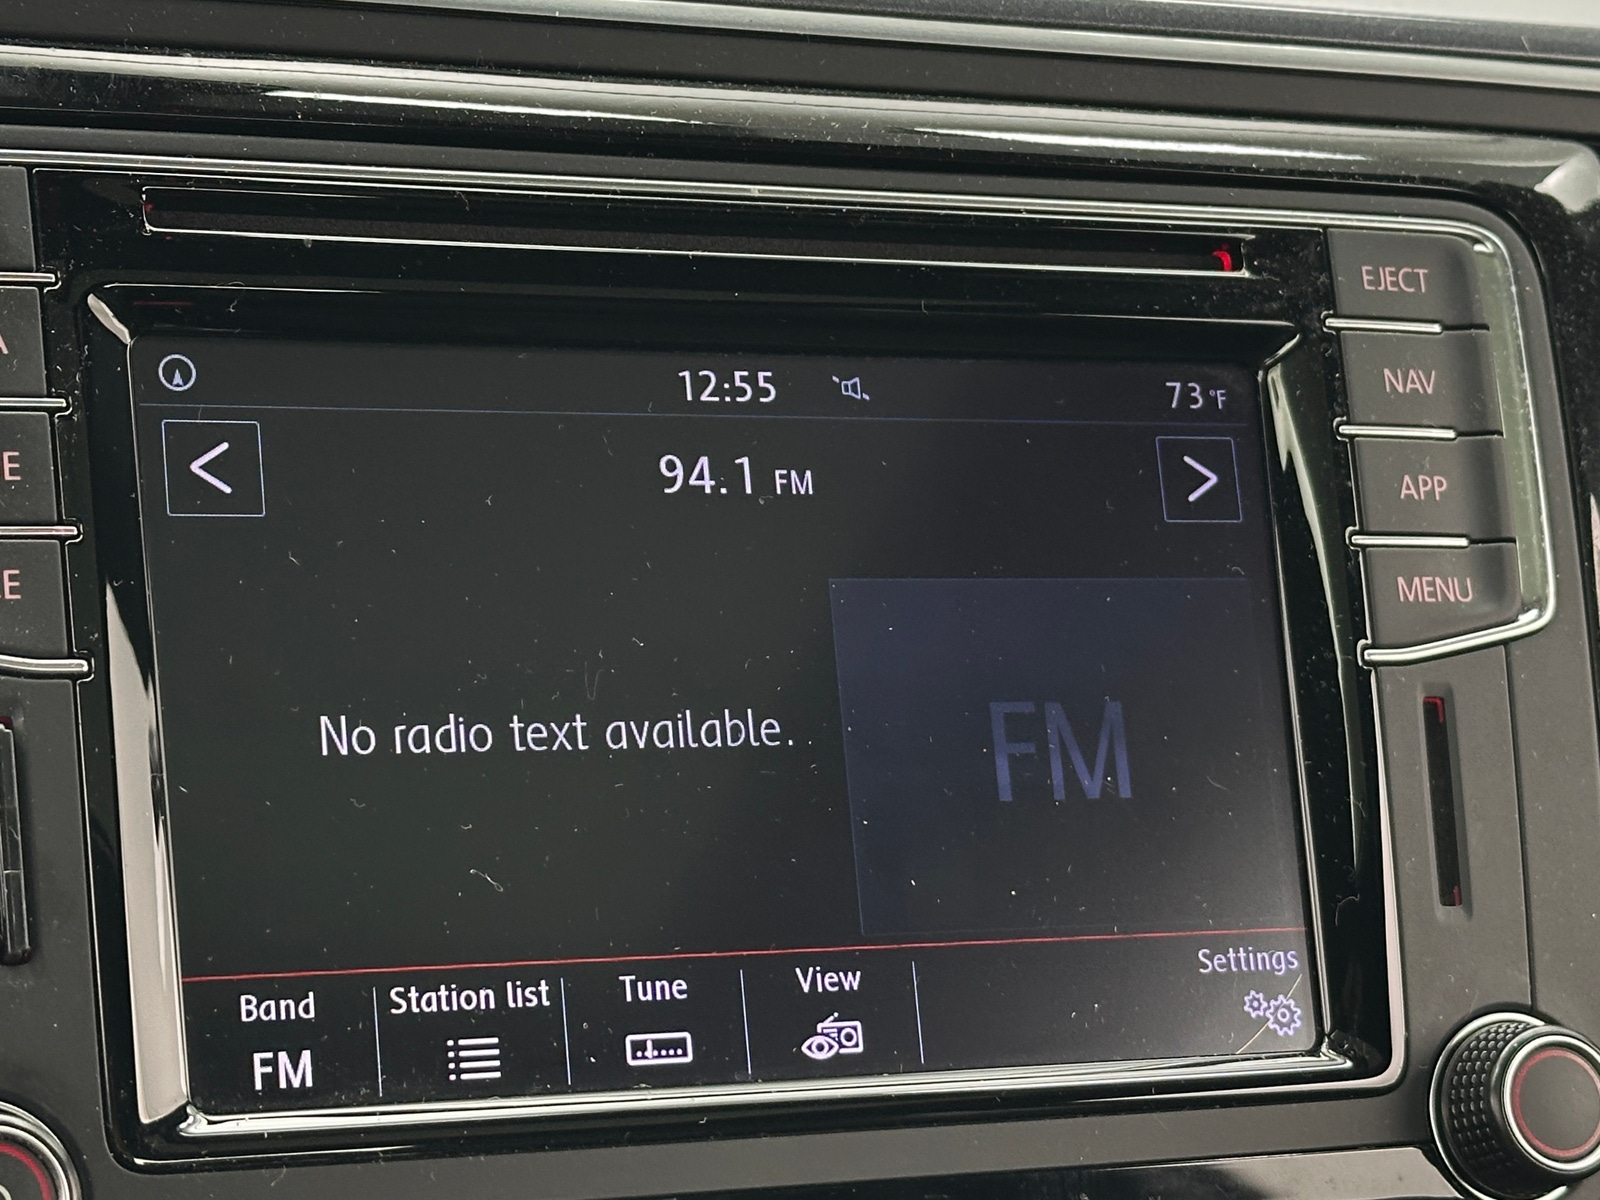 12:55
73°F
94.1 FM
No radio text available.
FM
Band
FM
Station list
Tune
View
Settings
EJECT
NAV
APP
MENU
A
E
E